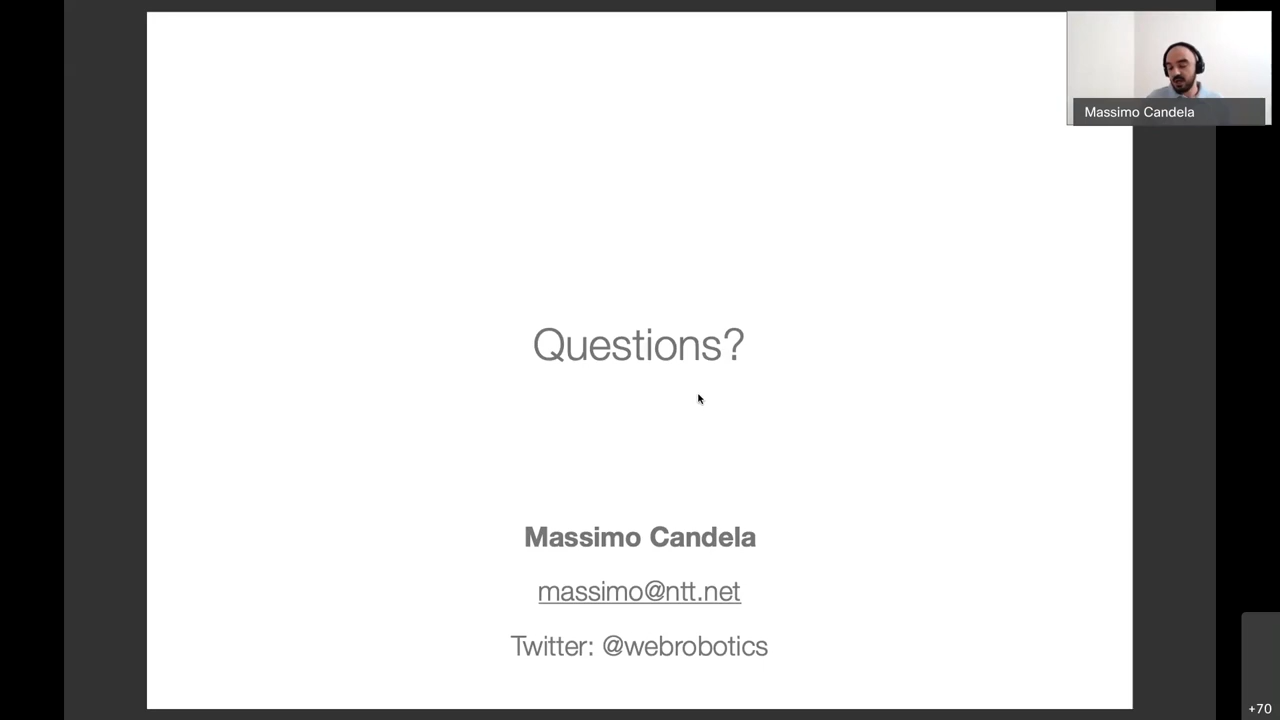 Massimo Candela
Questions?
Massimo Candela
massimo@ntt.net
Twitter: @webrobotics
+70